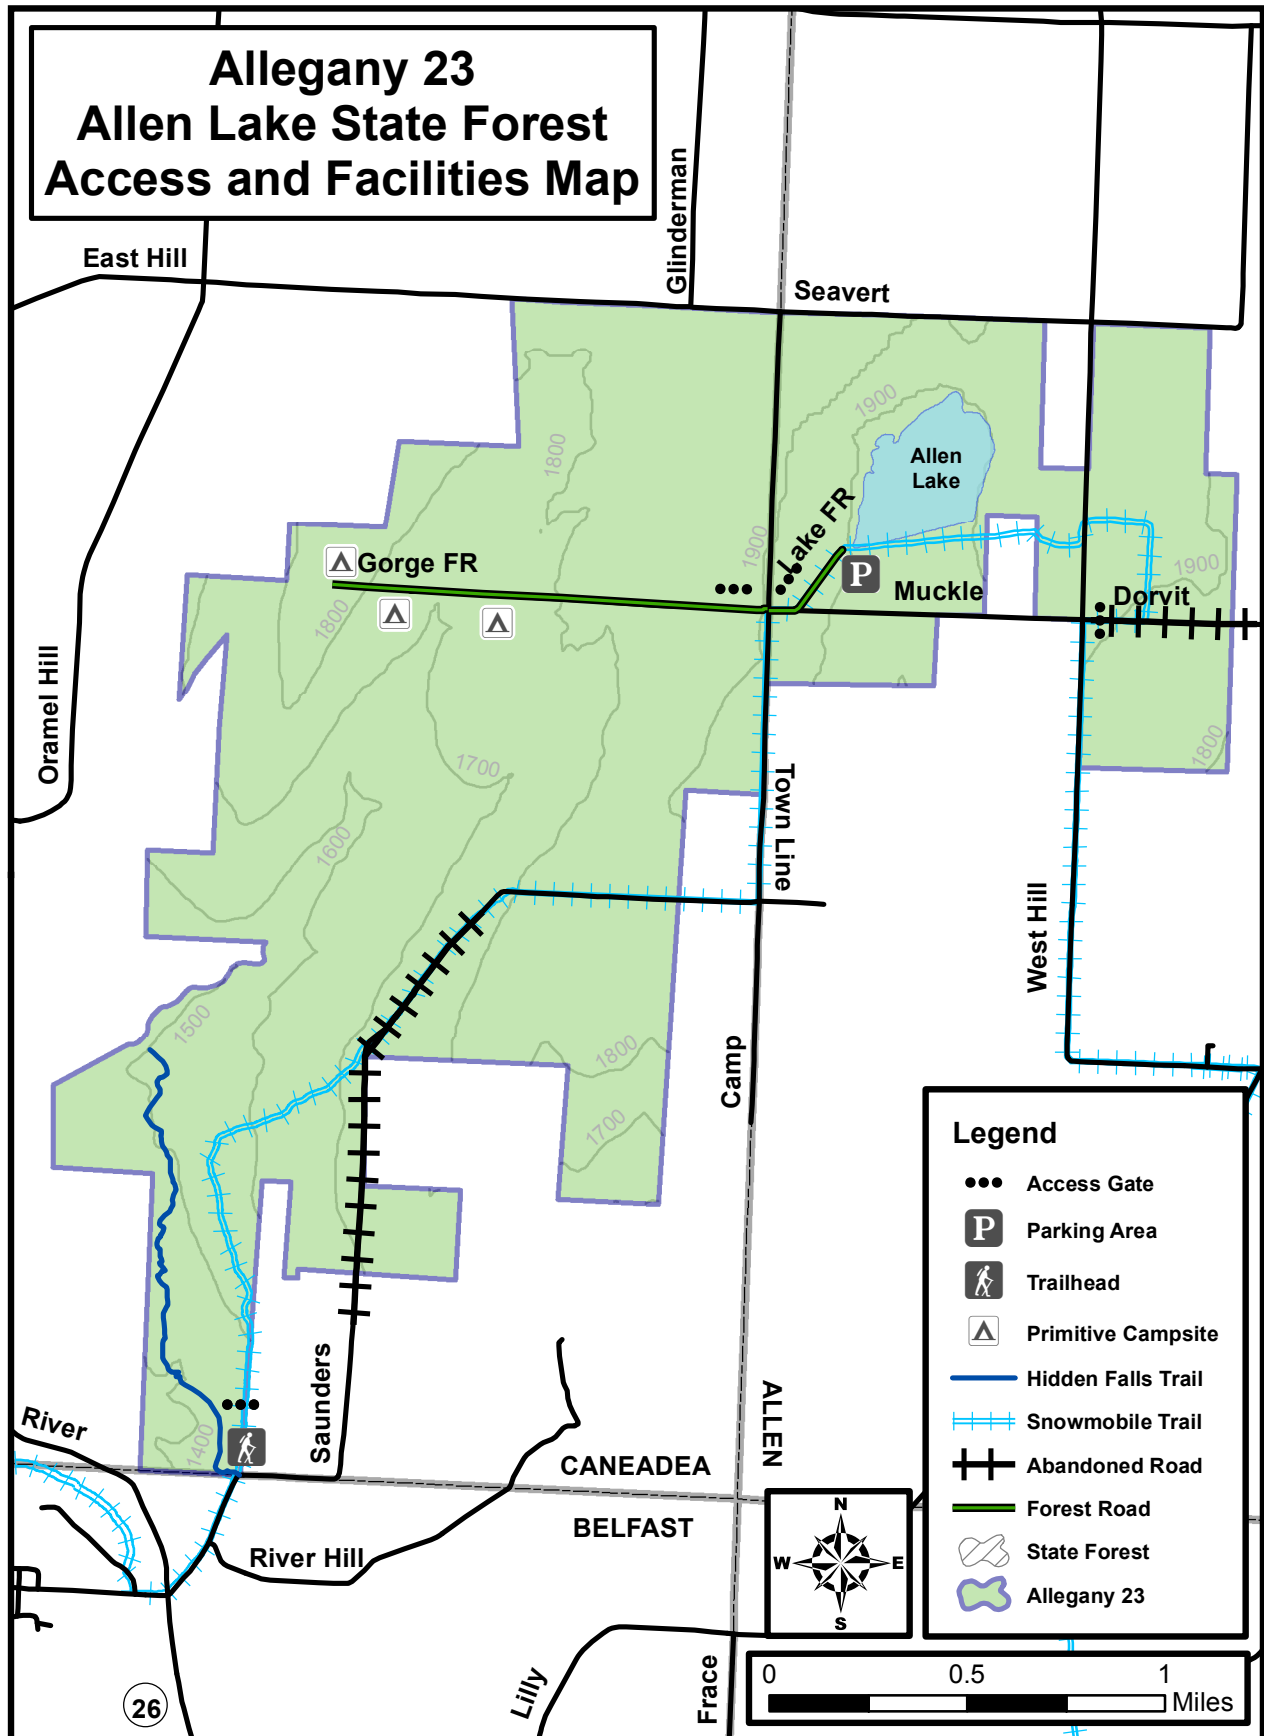 Allegany 23
Allen Lake State Forest
Access and Facilities Map
Glinderman
East Hill
Seavert
1900
1800
Allen
Lake
Lake FR
1900
Gorge FR
P
1900
Muckle
Dorvit
1800
Oramel Hill
1700
1800
Town Line
1600
West Hill
1500
1800
Camp
1700
Legend
Access Gate
P
Parking Area
Trailhead
Primitive Campsite
Hidden Falls Trail
Snowmobile Trail
Abandoned Road
Forest Road
State Forest
Allegany 23
Saunders
ALLEN
River
1400
CANEADEA
BELFAST
N
W
E
S
River Hill
Lilly
Frace
26
0
0.5
1
Miles